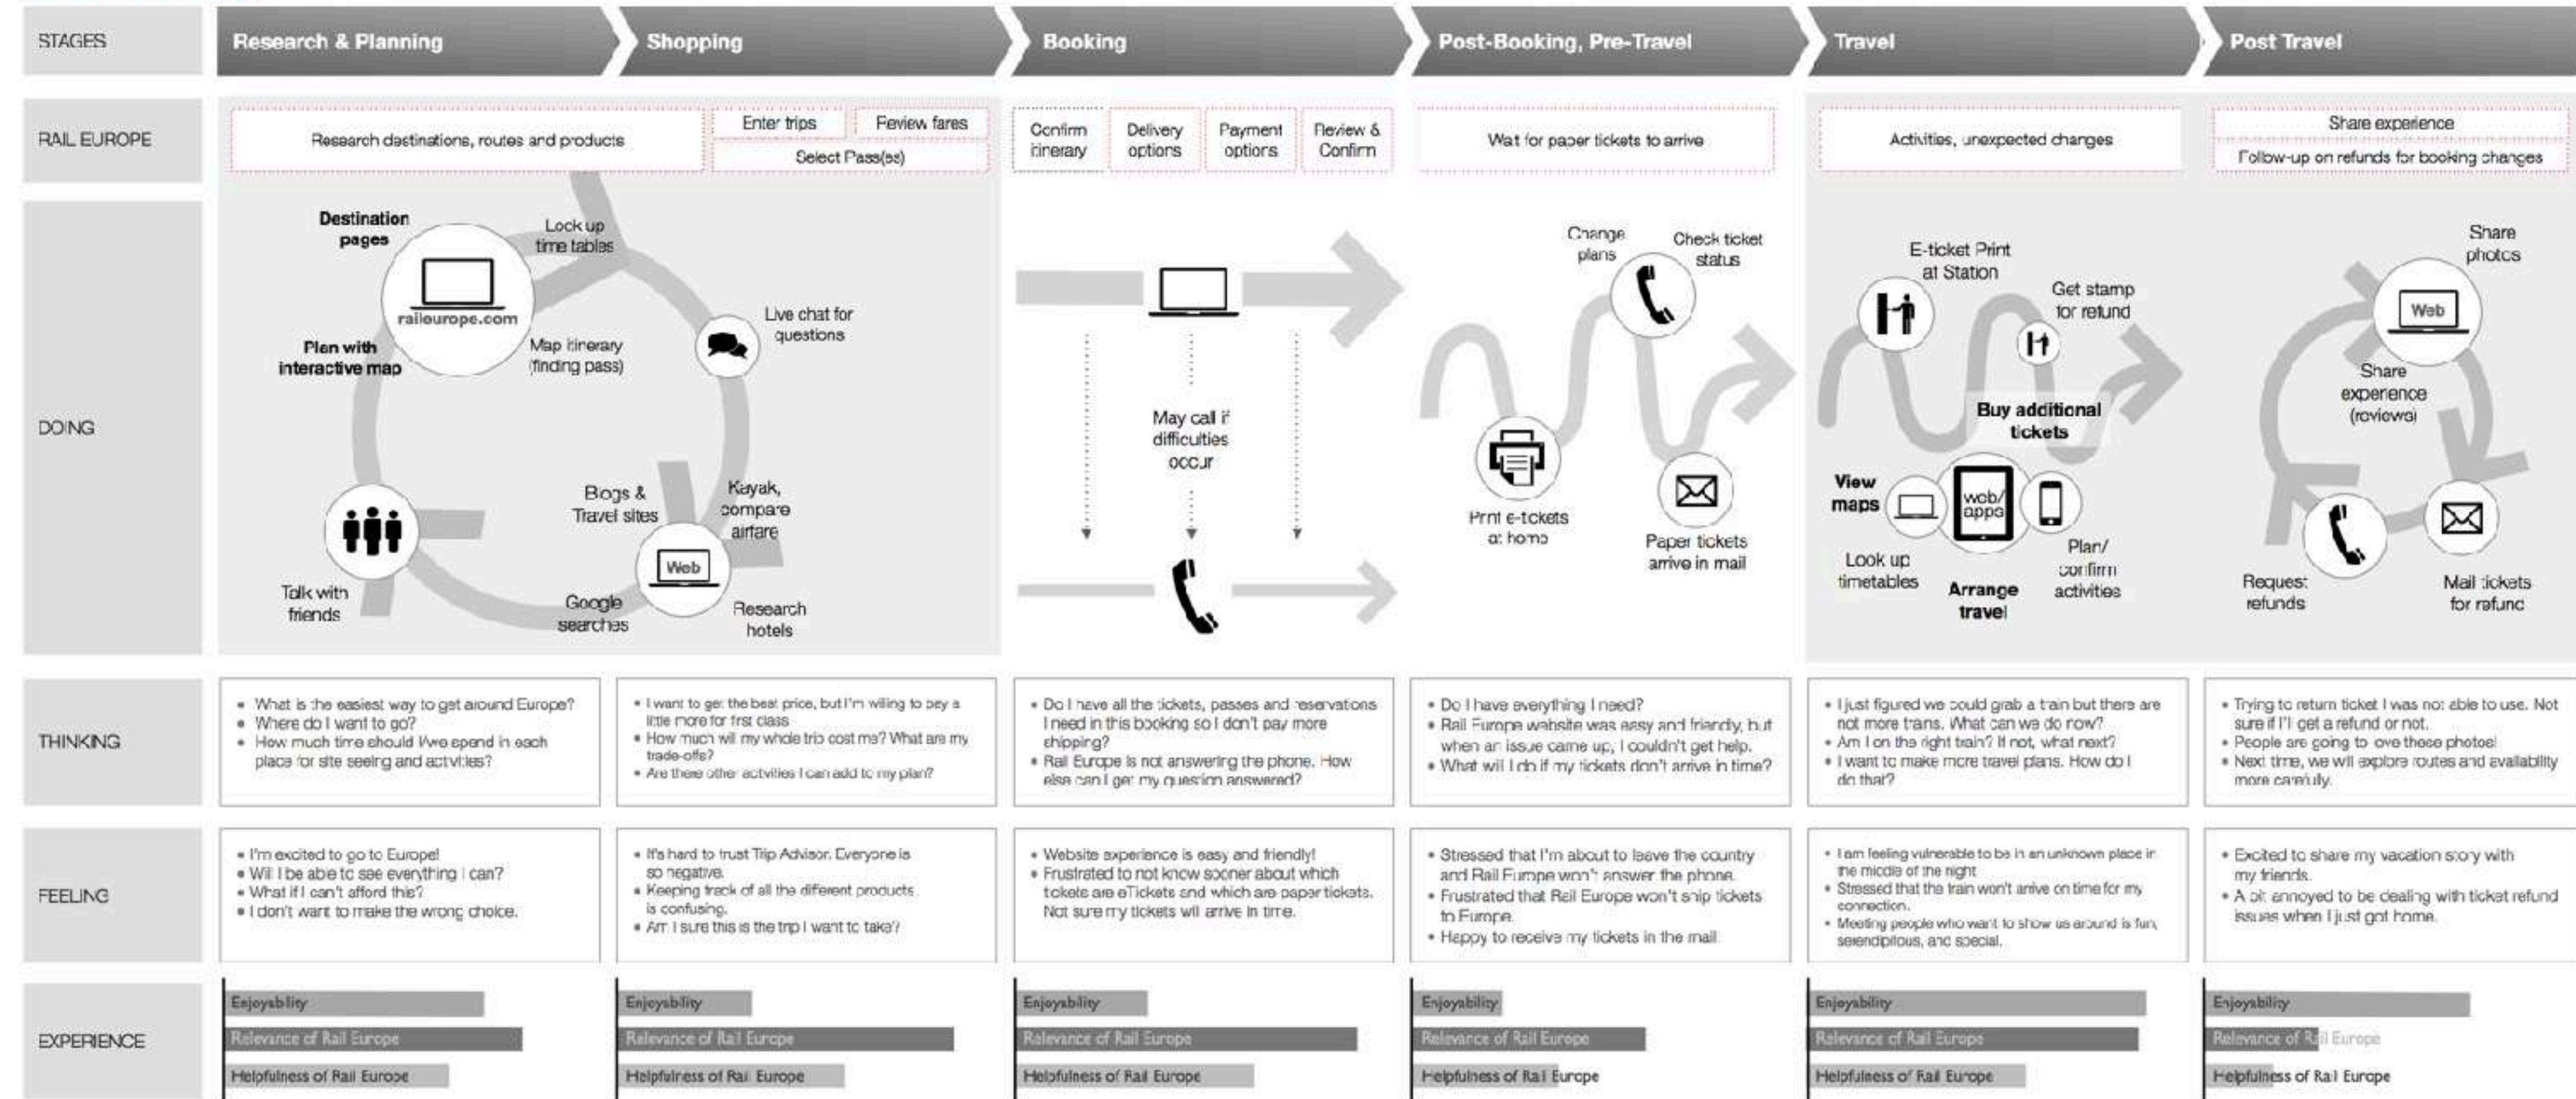 STAGES
Research & Planning
Shopping
Booking
Post-Booking, Pre-Travel
Travel
Post Travel
RAIL EUROPE
Research destinations, routes and products
Enter trips
Review fares
Select Pass(es)
Confirm
itinerary
Delivery
options
Payment
options
Review &
Confirm
Wait for paper tickets to arrive
Activities, unexpected changes
Share experience
Follow-up on refunds for booking changes
DOING
Destination
pages
Look up
time tables
raileurope.com
Plan with
interactive map
Map itinerary
(finding pass)
Live chat for
questions
Talk with
friends
Blogs &
Travel sites
Kayak,
compare
airfare
Web
Google
searches
Research
hotels
May call if
difficulties
occur
Change
plans
Check ticket
status
Print e-tickets
at home
Paper tickets
arrive in mail
E-ticket Print
at Station
Get stamp
for refund
Buy additional
tickets
View
maps
web/
apps
Look up
timetables
Arrange
travel
Plan/
confirm
activities
Share
photos
Web
Share
experience
(reviews)
Request
refunds
Mail tickets
for refund
THINKING
• What is the easiest way to get around Europe?
• Where do I want to go?
• How much time should I/we spend in each
place for site seeing and activities?
• I want to get the best price, but I'm willing to pay a
little more for first class.
• How much will my whole trip cost me? What are my
trade-offs?
• Are there other activities I can add to my plan?
• Do I have all the tickets, passes and reservations
I need in this booking so I don't pay more
shipping?
• Rail Europe is not answering the phone. How
else can I get my question answered?
• Do I have everything I need?
• Rail Europe website was easy and friendly, but
when an issue came up, I couldn't get help.
• What will I do if my tickets don't arrive in time?
• I just figured we could grab a train but there are
not more trains. What can we do now?
• Am I on the right train? If not, what next?
• I want to make more travel plans. How do I
do that?
• Trying to return ticket I was not able to use. Not
sure if I'll get a refund or not.
• People are going to love these photos!
• Next time, we will explore routes and availability
more carefully.
FEELING
• I'm excited to go to Europe!
• Will I be able to see everything I can?
• What if I can't afford this?
• I don't want to make the wrong choice.
• It's hard to trust Trip Advisor. Everyone is
so negative.
• Keeping track of all the different products
is confusing.
• Am I sure this is the trip I want to take?
• Website experience is easy and friendly!
• Frustrated to not know sooner about which
tickets are eTickets and which are paper tickets.
Not sure my tickets will arrive in time.
• Stressed that I'm about to leave the country
and Rail Europe won't answer the phone.
• Frustrated that Rail Europe won't ship tickets
to Europe.
• Happy to receive my tickets in the mail!
• I am feeling vulnerable to be in an unknown place in
the middle of the night.
• Stressed that the train won't arrive on time for my
connection.
• Meeting people who want to show us around is fun,
serendipitous, and special.
• Excited to share my vacation story with
my friends.
• A bit annoyed to be dealing with ticket refund
issues when I just got home.
EXPERIENCE
Enjoyability
Relevance of Rail Europe
Helpfulness of Rail Europe
Enjoyability
Relevance of Rail Europe
Helpfulness of Rail Europe
Enjoyability
Relevance of Rail Europe
Helpfulness of Rail Europe
Enjoyability
Relevance of Rail Europe
Helpfulness of Rail Europe
Enjoyability
Relevance of Rail Europe
Helpfulness of Rail Europe
Enjoyability
Relevance of Rail Europe
Helpfulness of Rail Europe